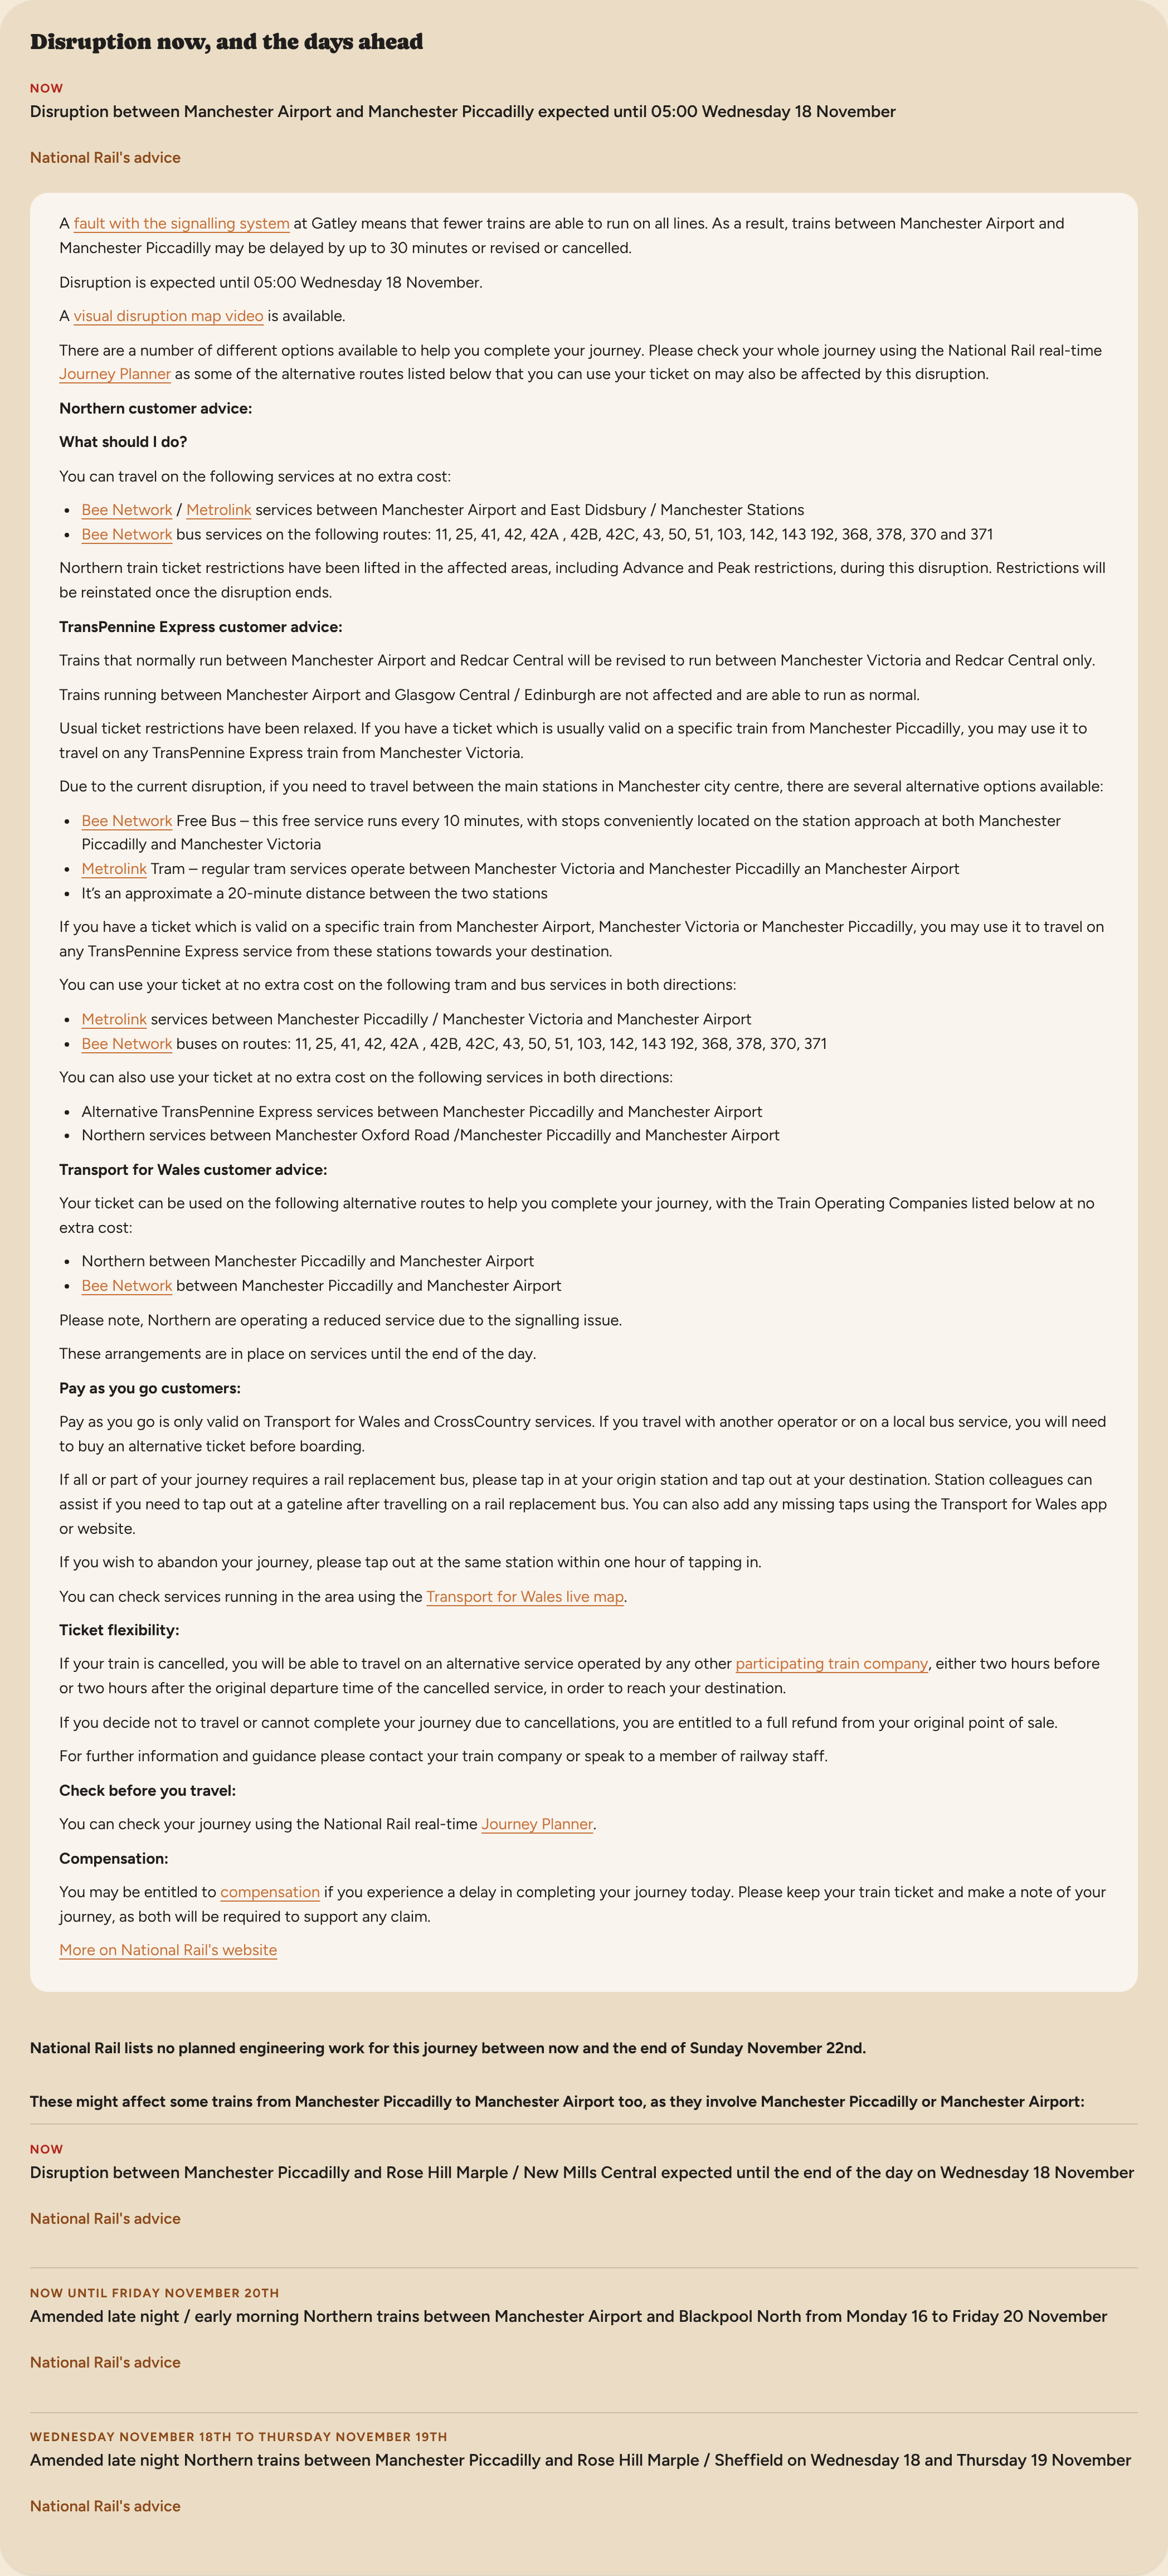 Disruption now, and the days ahead
NOW
Disruption between Manchester Airport and Manchester Piccadilly expected until 05:00 Wednesday 18 November
National Rail's advice
A fault with the signalling system at Gatley means that fewer trains are able to run on all lines. As a result, trains between Manchester Airport and
Manchester Piccadilly may be delayed by up to 30 minutes or revised or cancelled.
Disruption is expected until 05:00 Wednesday 18 November.
A visual disruption map video is available.
There are a number of different options available to help you complete your journey. Please check your whole journey using the National Rail real-time
Journey Planner as some of the alternative routes listed below that you can use your ticket on may also be affected by this disruption.
Northern customer advice:
What should I do?
You can travel on the following services at no extra cost:
• Bee Network / Metrolink services between Manchester Airport and East Didsbury / Manchester Stations
• Bee Network bus services on the following routes: 11, 25, 41, 42, 42A , 42B, 42C, 43, 50, 51, 103, 142, 143 192, 368, 378, 370 and 371
Northern train ticket restrictions have been lifted in the affected areas, including Advance and Peak restrictions, during this disruption. Restrictions will
be reinstated once the disruption ends.
TransPennine Express customer advice:
Trains that normally run between Manchester Airport and Redcar Central will be revised to run between Manchester Victoria and Redcar Central only.
Trains running between Manchester Airport and Glasgow Central / Edinburgh are not affected and are able to run as normal.
Usual ticket restrictions have been relaxed. If you have a ticket which is usually valid on a specific train from Manchester Piccadilly, you may use it to
travel on any TransPennine Express train from Manchester Victoria.
Due to the current disruption, if you need to travel between the main stations in Manchester city centre, there are several alternative options available:
• Bee Network Free Bus – this free service runs every 10 minutes, with stops conveniently located on the station approach at both Manchester
Piccadilly and Manchester Victoria
• Metrolink Tram – regular tram services operate between Manchester Victoria and Manchester Piccadilly an Manchester Airport
• It's an approximate a 20-minute distance between the two stations
If you have a ticket which is valid on a specific train from Manchester Airport, Manchester Victoria or Manchester Piccadilly, you may use it to travel on
any TransPennine Express service from these stations towards your destination.
You can use your ticket at no extra cost on the following tram and bus services in both directions:
• Metrolink services between Manchester Piccadilly / Manchester Victoria and Manchester Airport
• Bee Network buses on routes: 11, 25, 41, 42, 42A , 42B, 42C, 43, 50, 51, 103, 142, 143 192, 368, 378, 370, 371
You can also use your ticket at no extra cost on the following services in both directions:
• Alternative TransPennine Express services between Manchester Piccadilly and Manchester Airport
• Northern services between Manchester Oxford Road /Manchester Piccadilly and Manchester Airport
Transport for Wales customer advice:
Your ticket can be used on the following alternative routes to help you complete your journey, with the Train Operating Companies listed below at no
extra cost:
• Northern between Manchester Piccadilly and Manchester Airport
• Bee Network between Manchester Piccadilly and Manchester Airport
Please note, Northern are operating a reduced service due to the signalling issue.
These arrangements are in place on services until the end of the day.
Pay as you go customers:
Pay as you go is only valid on Transport for Wales and CrossCountry services. If you travel with another operator or on a local bus service, you will need
to buy an alternative ticket before boarding.
If all or part of your journey requires a rail replacement bus, please tap in at your origin station and tap out at your destination. Station colleagues can
assist if you need to tap out at a gateline after travelling on a rail replacement bus. You can also add any missing taps using the Transport for Wales app
or website.
If you wish to abandon your journey, please tap out at the same station within one hour of tapping in.
You can check services running in the area using the Transport for Wales live map.
Ticket flexibility:
If your train is cancelled, you will be able to travel on an alternative service operated by any other participating train company, either two hours before
or two hours after the original departure time of the cancelled service, in order to reach your destination.
If you decide not to travel or cannot complete your journey due to cancellations, you are entitled to a full refund from your original point of sale.
For further information and guidance please contact your train company or speak to a member of railway staff.
Check before you travel:
You can check your journey using the National Rail real-time Journey Planner.
Compensation:
You may be entitled to compensation if you experience a delay in completing your journey today. Please keep your train ticket and make a note of your
journey, as both will be required to support any claim.
More on National Rail's website
National Rail lists no planned engineering work for this journey between now and the end of Sunday November 22nd.
These might affect some trains from Manchester Piccadilly to Manchester Airport too, as they involve Manchester Piccadilly or Manchester Airport:
NOW
Disruption between Manchester Piccadilly and Rose Hill Marple / New Mills Central expected until the end of the day on Wednesday 18 November
National Rail's advice
NOW UNTIL FRIDAY NOVEMBER 20TH
Amended late night / early morning Northern trains between Manchester Airport and Blackpool North from Monday 16 to Friday 20 November
National Rail's advice
WEDNESDAY NOVEMBER 18TH TO THURSDAY NOVEMBER 19TH
Amended late night Northern trains between Manchester Piccadilly and Rose Hill Marple / Sheffield on Wednesday 18 and Thursday 19 November
National Rail's advice